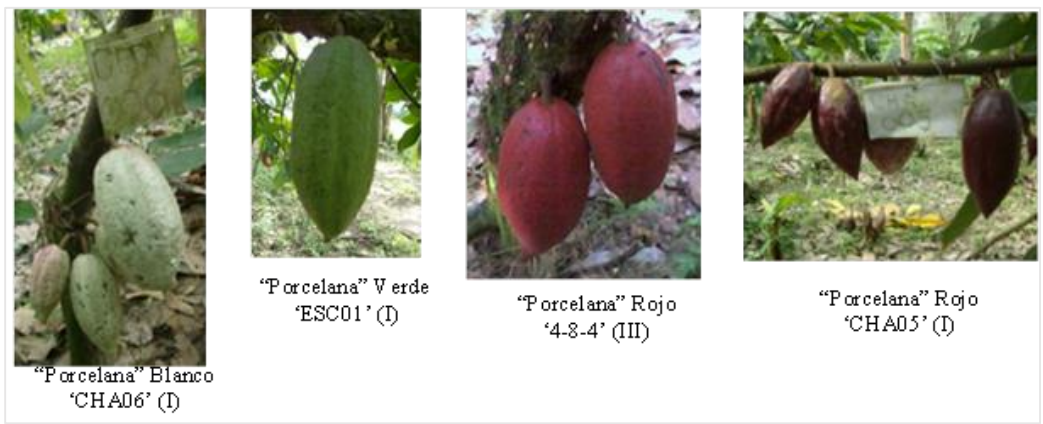 “Porcelana” Blanco
‘CHA06’ (I)
“Porcelana” Verde
‘ESC01’ (I)
“Porcelana” Rojo
‘4-8-4’ (III)
“Porcelana” Rojo
‘CHA05’ (I)